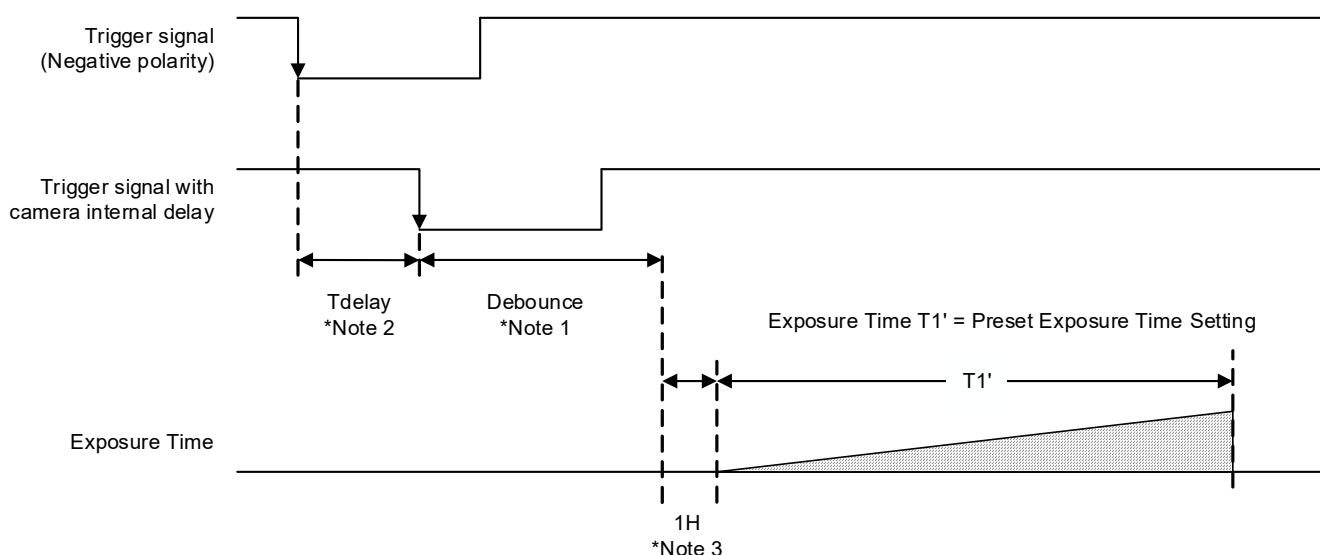 Trigger signal
(Negative polarity)
Trigger signal with
camera internal delay
Tdelay
*Note 2
Debounce
*Note 1
Exposure Time T1' = Preset Exposure Time Setting
T1'
Exposure Time
1H
*Note 3